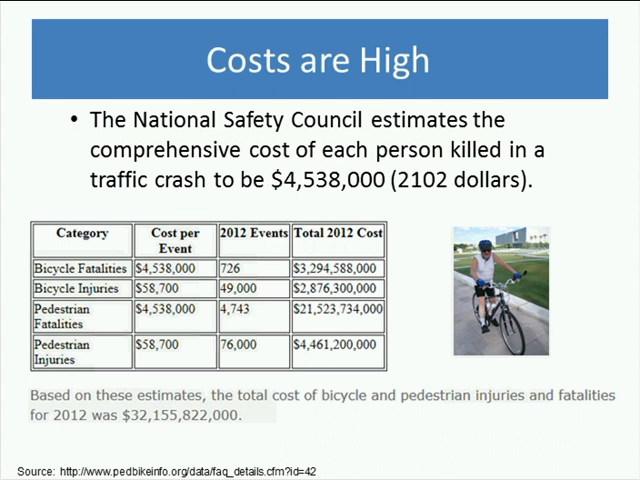 Costs are High
• The National Safety Council estimates the
comprehensive cost of each person killed in a
traffic crash to be $4,538,000 (2102 dollars).
Category Cost per Event 2012 Events Total 2012 Cost
Bicycle Fatalities $4,538,000 726 $3,294,588,000
Bicycle Injuries $58,700 49,000 $2,876,300,000
Pedestrian Fatalities $4,538,000 4,743 $21,523,734,000
Pedestrian Injuries $58,700 76,000 $4,461,200,000
Based on these estimates, the total cost of bicycle and pedestrian injuries and fatalities
for 2012 was $32,155,822,000.
Source: http://www.pedbikeinfo.org/data/faq_details.cfm?id=42